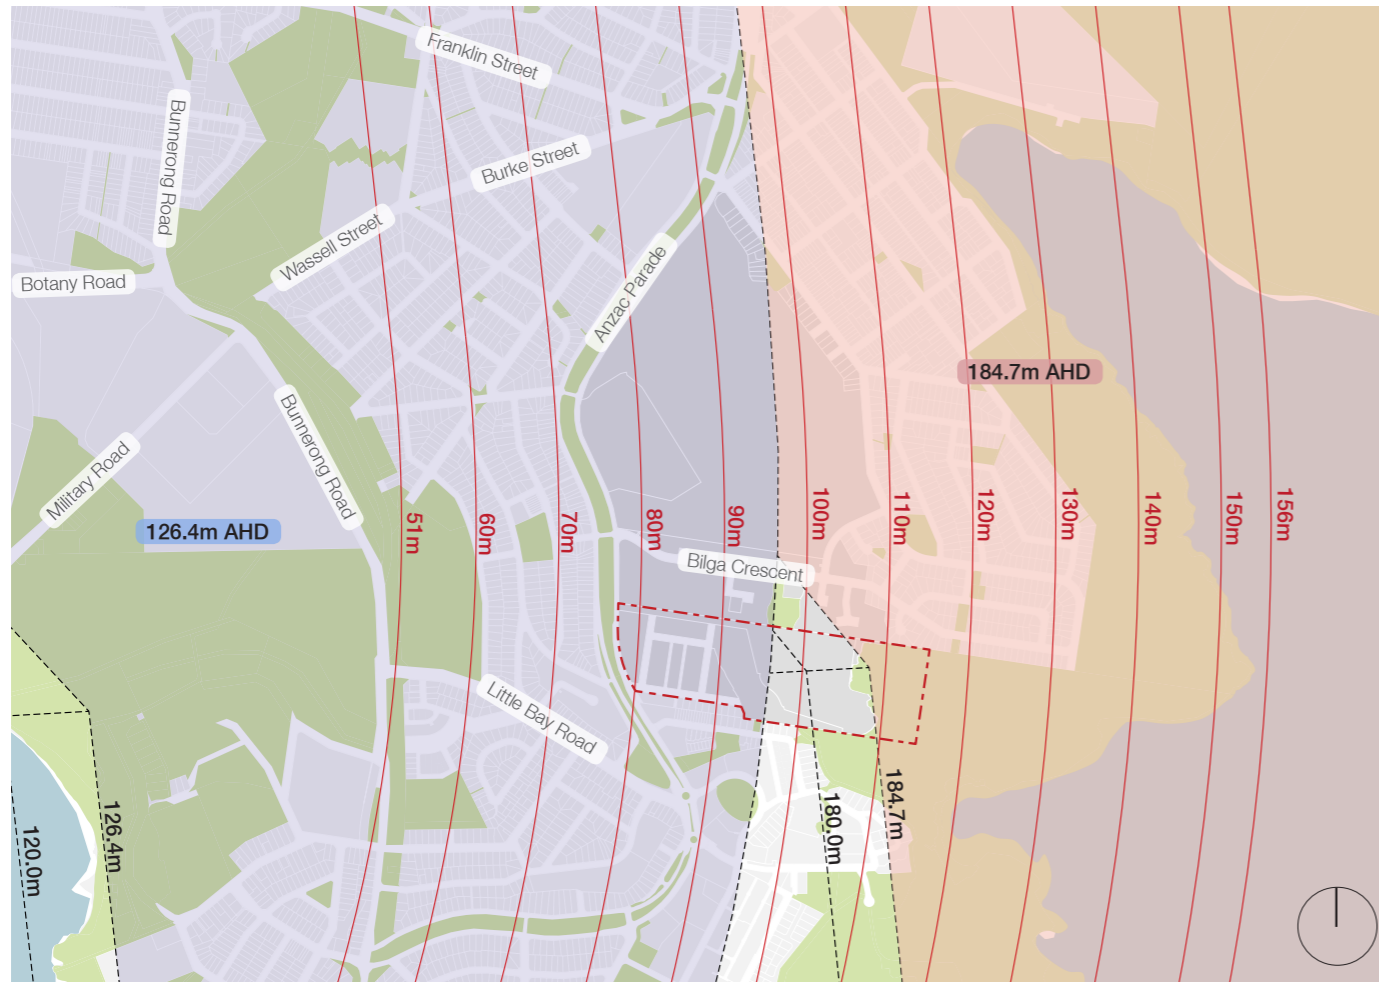 Franklin Street
Bunnerong Road
Burke Street
Wassell Street
Botany Road
Anzac Parade
184.7m AHD
Bunnerong Road
Military Road
126.4m AHD
51m
60m
70m
80m
90m
100m
110m
120m
130m
140m
150m
156m
Bilga Crescent
Little Bay Road
184.7m
180.0m
126.4m
120.0m